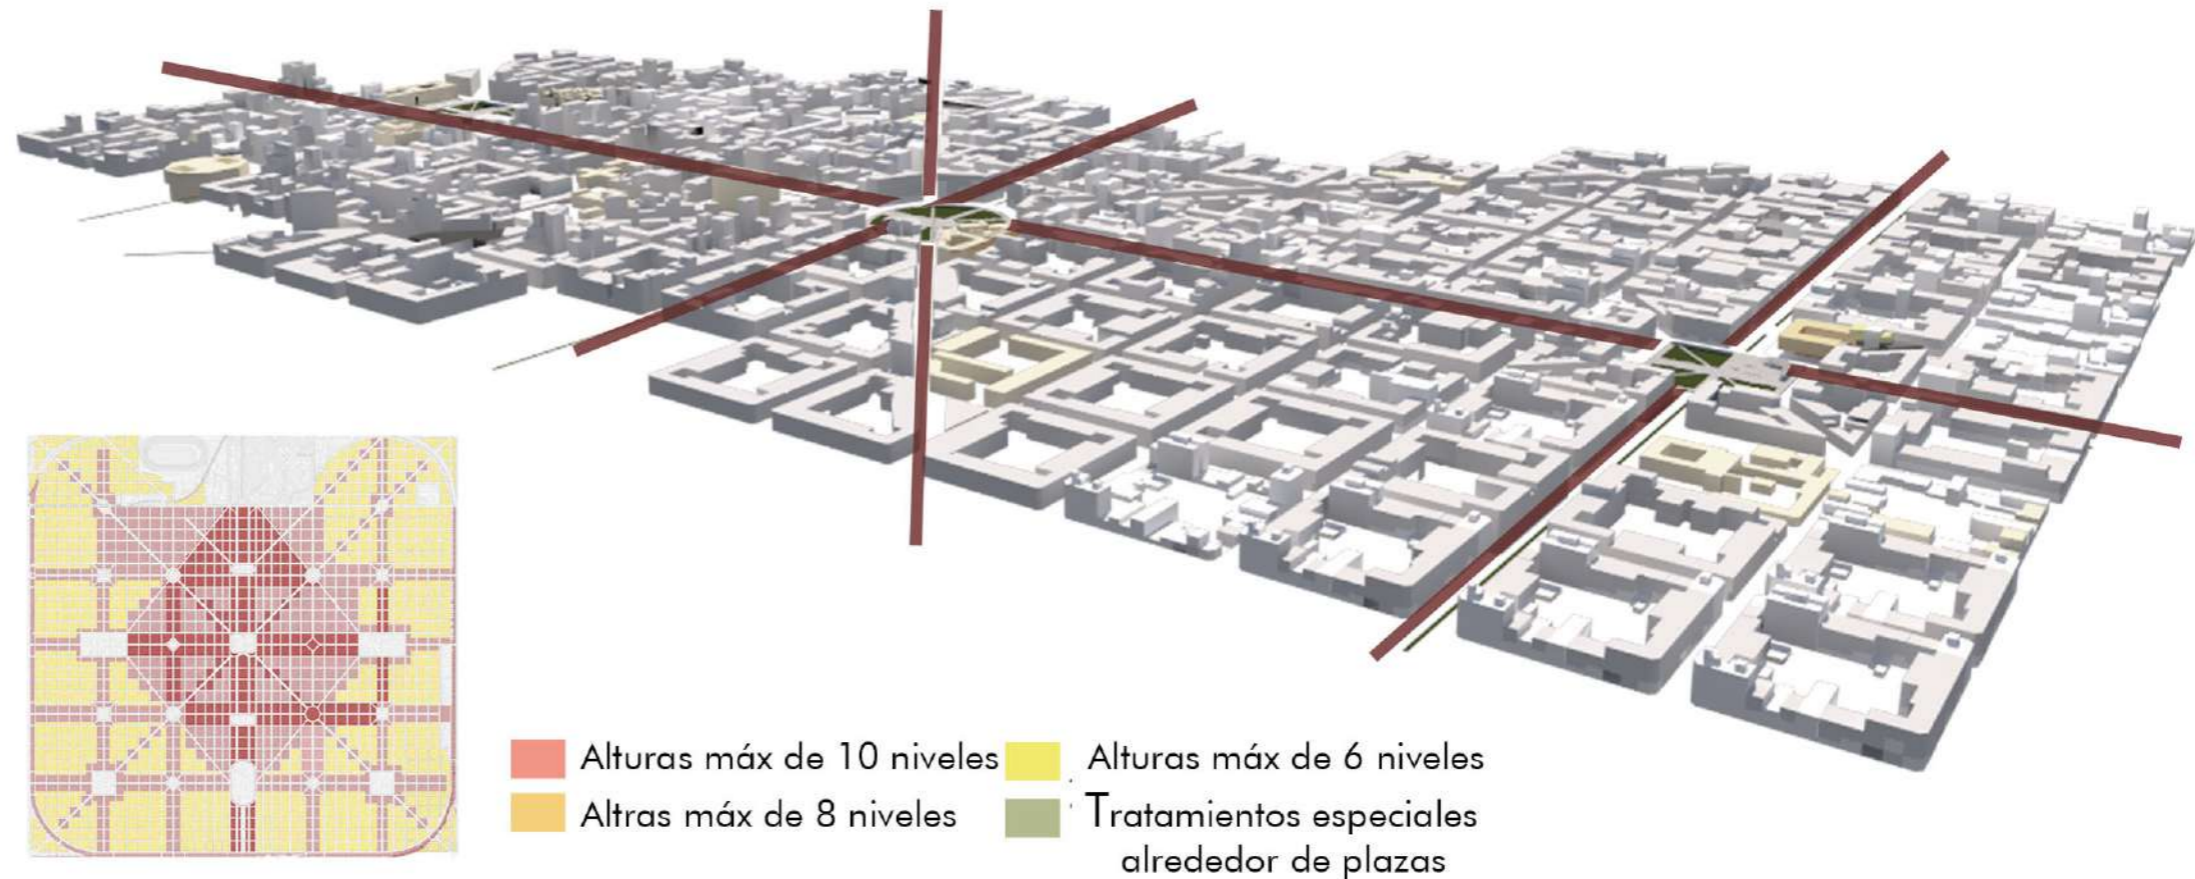 Alturas máx de 10 niveles
Altras máx de 8 niveles
Alturas máx de 6 niveles
Tratamientos especiales
alrededor de plazas